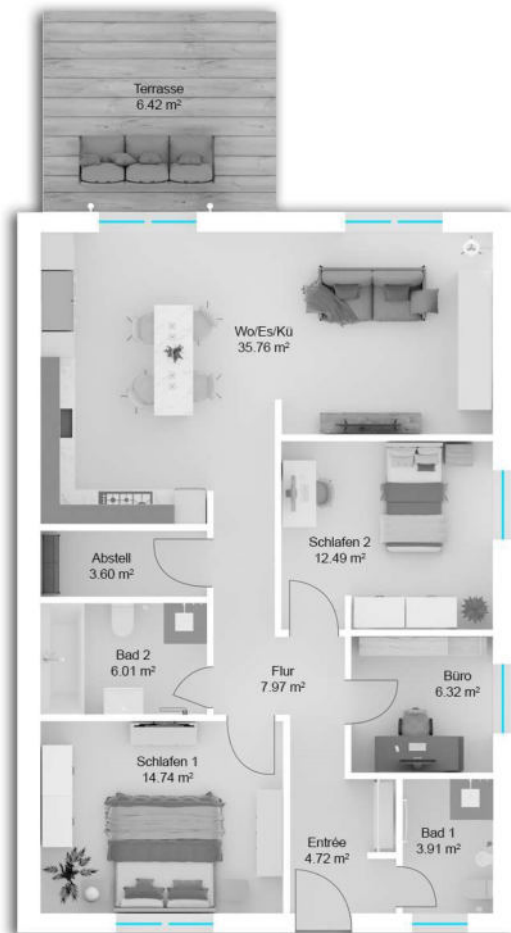 Terrasse
6.42 m²
Wo/Es/Kü
35.76 m²
Schlafen 2
12.49 m²
Abstell
3.60 m²
Bad 2
6.01 m²
Flur
7.97 m²
Büro
6.32 m²
Schlafen 1
14.74 m²
Entrée
4.72 m²
Bad 1
3.91 m²